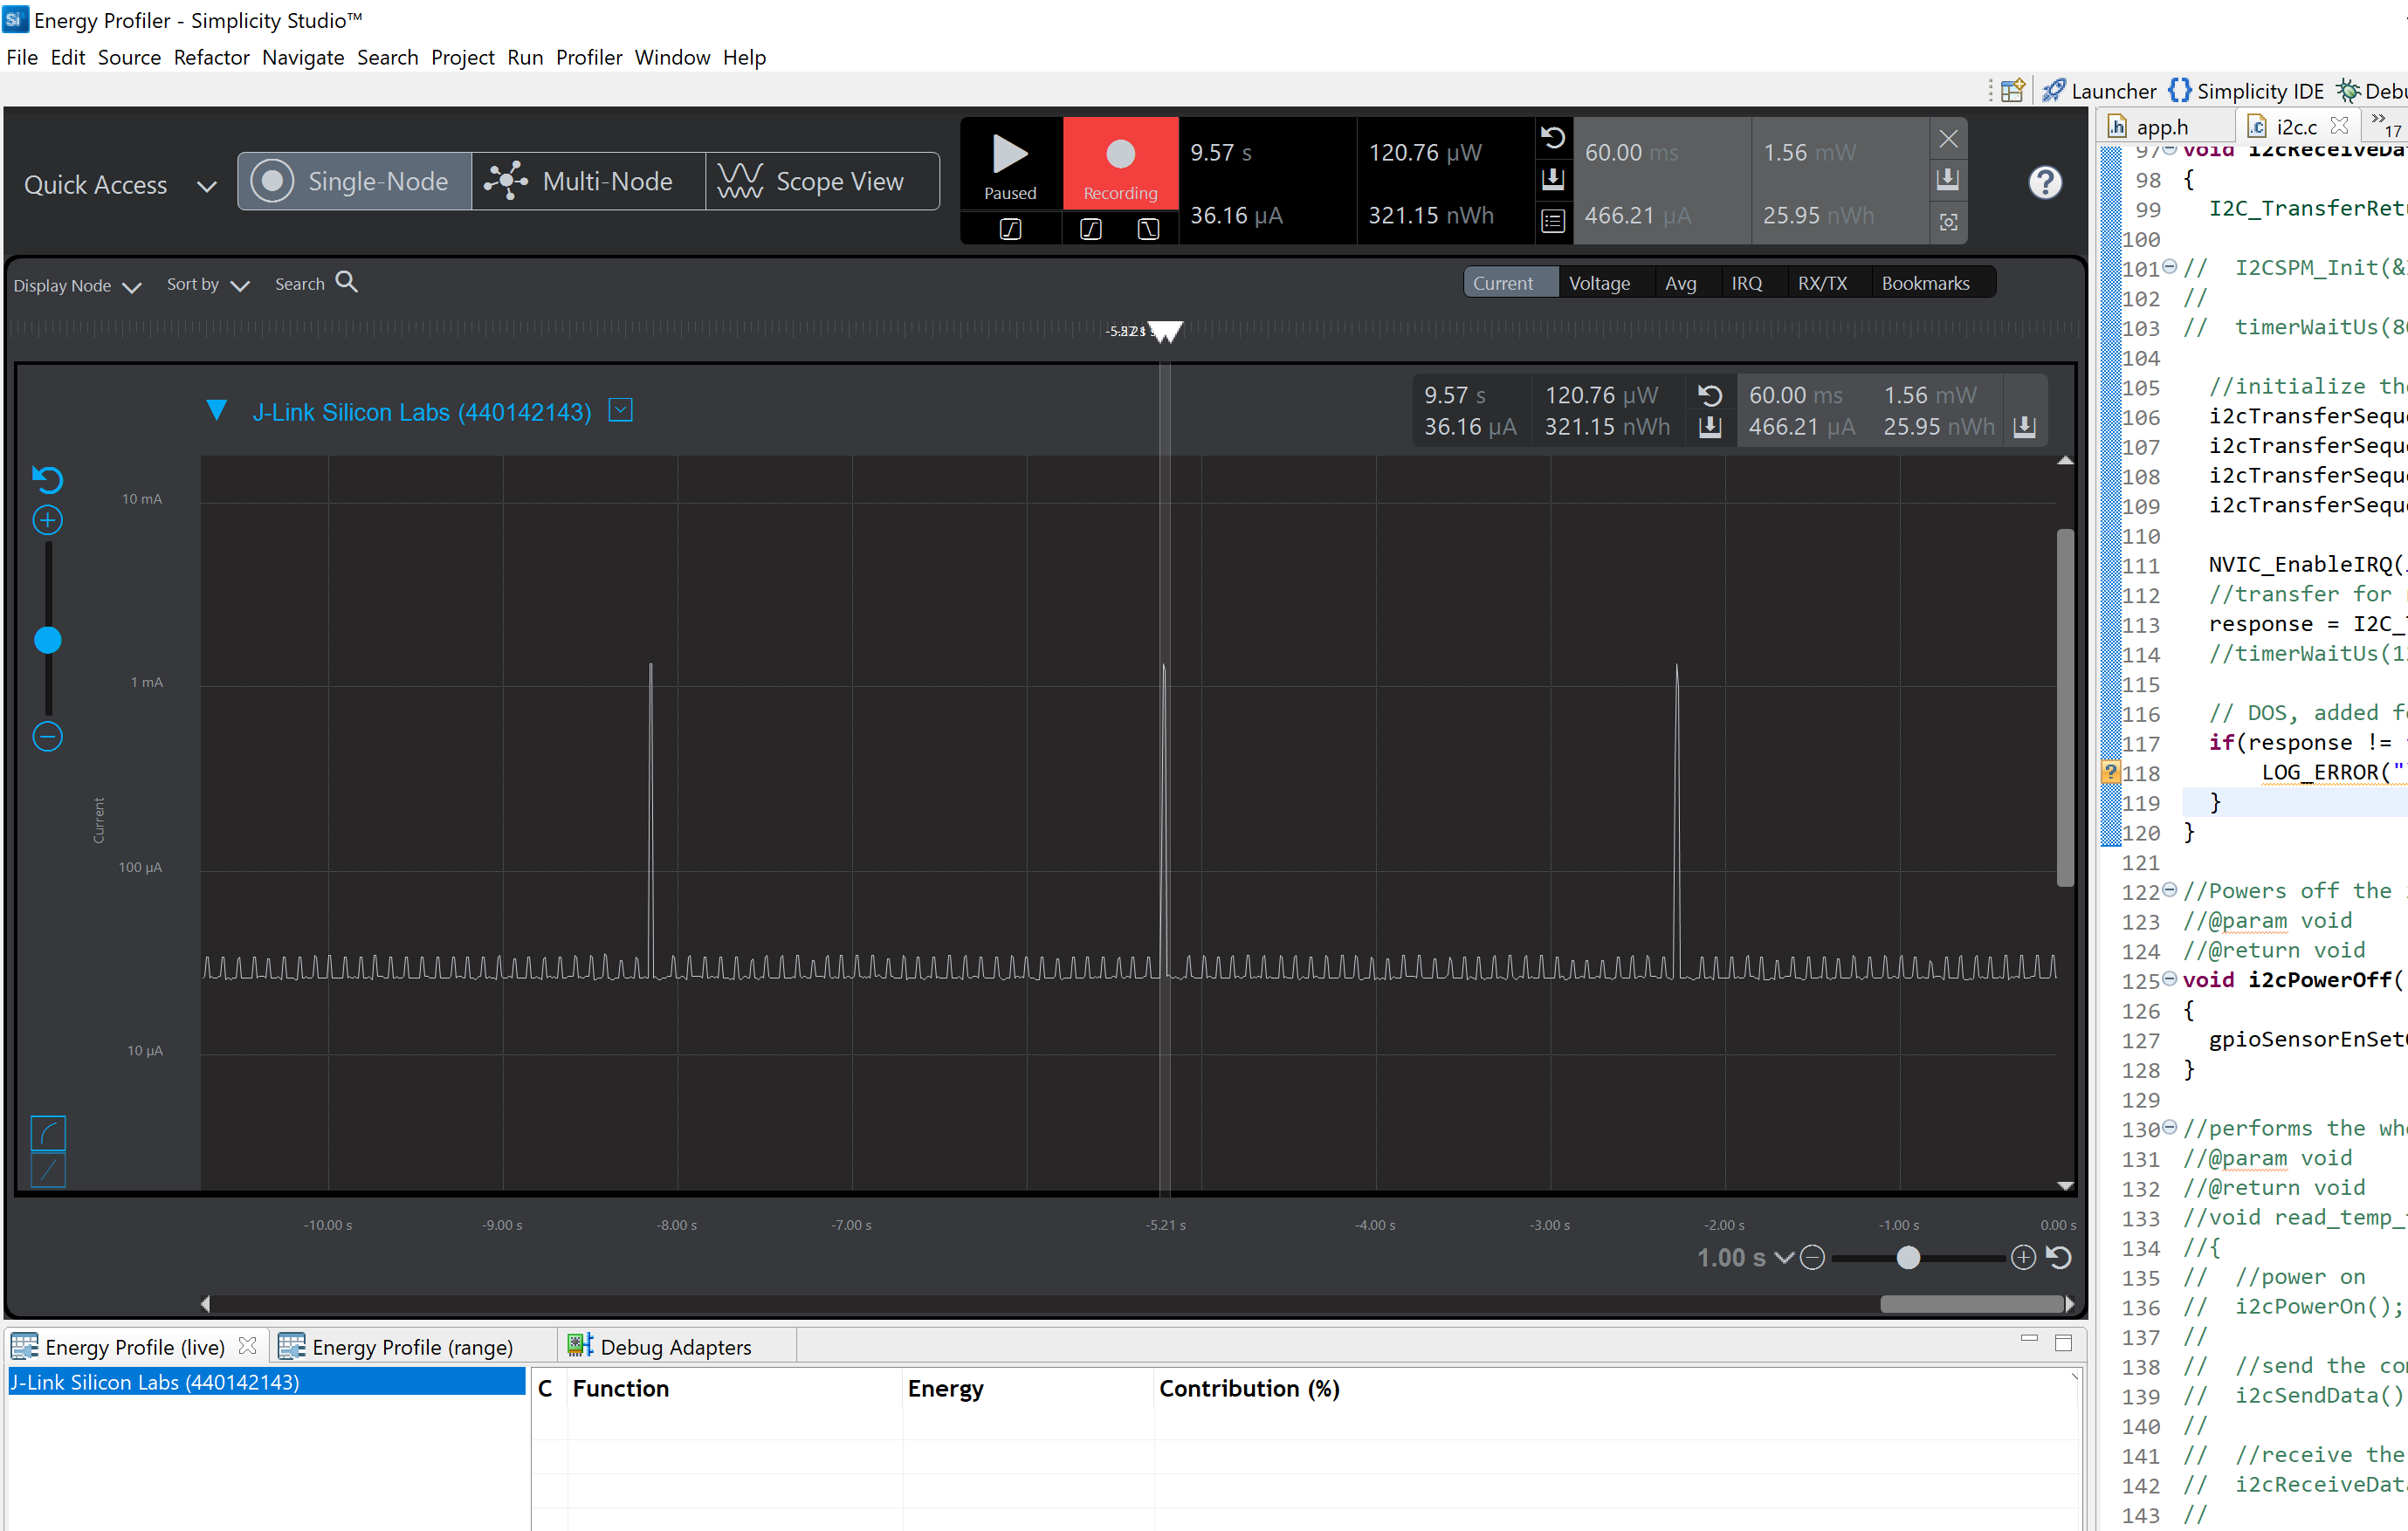 Energy Profiler - Simplicity Studio™
File Edit Source Refactor Navigate Search Project Run Profiler Window Help
Launcher Simplicity IDE
Quick Access
Single-Node Multi-Node Scope View
Paused Recording
9.57 s 120.76 µW
36.16 µA 321.15 nWh
60.00 ms 1.56 mW
466.21 µA 25.95 nWh
Display Node Sort by Search
Current Voltage Avg IRQ RX/TX Bookmarks
J-Link Silicon Labs (440142143)
9.57 s 120.76 µW 60.00 ms 1.56 mW
36.16 µA 321.15 nWh 466.21 µA 25.95 nWh
10 mA
1 mA
100 µA
10 µA
Current
-10.00 s -9.00 s -8.00 s -7.00 s -5.21 s -4.00 s -3.00 s -2.00 s -1.00 s 0.00 s
1.00 s
Energy Profile (live) Energy Profile (range) Debug Adapters
J-Link Silicon Labs (440142143)
C Function Energy Contribution (%)
app.h i2c.c »17
97 void i2cReceiveDa
98 {
99 I2C_TransferRet
100
101 // I2CSPM_Init(&
102 //
103 // timerWaitUs(8
104
105 //initialize the
106 i2cTransferSequ
107 i2cTransferSequ
108 i2cTransferSequ
109 i2cTransferSequ
110
111 NVIC_EnableIRQ(
112 //transfer for
113 response = I2C_
114 //timerWaitUs(1
115
116 // DOS, added f
117 if(response !=
118 LOG_ERROR("
119 }
120 }
121
122 //Powers off the
123 //@param void
124 //@return void
125 void i2cPowerOff(
126 {
127 gpioSensorEnSet
128 }
129
130 //performs the wh
131 //@param void
132 //@return void
133 //void read_temp_
134 //{
135 // //power on
136 // i2cPowerOn();
137 //
138 // //send the co
139 // i2cSendData()
140 //
141 // //receive the
142 // i2cReceiveDat
143 //